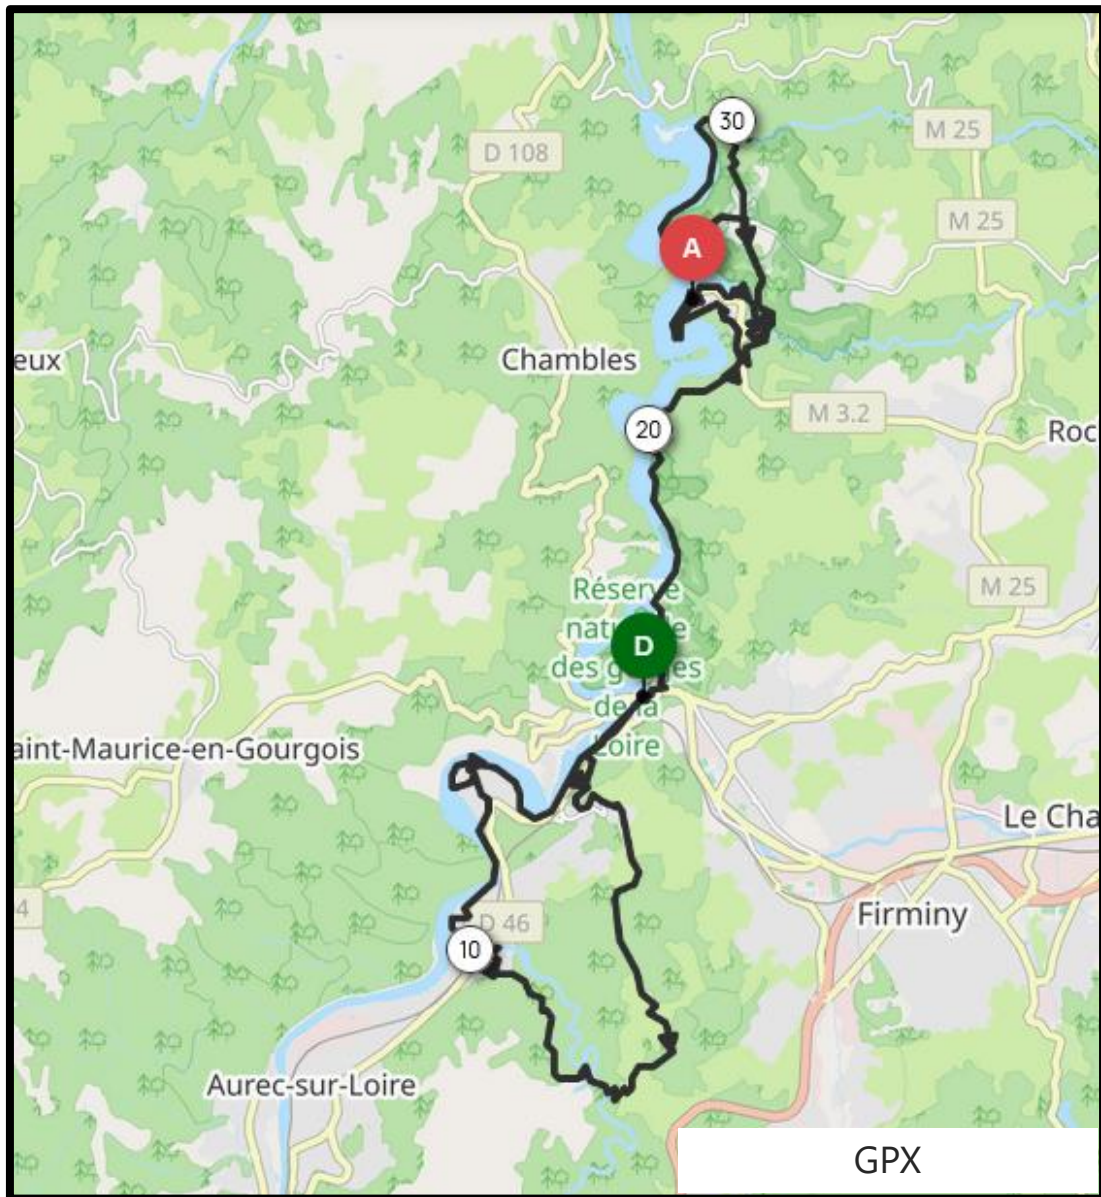 30
M 25
D 108
M 25
A
eux
Chambles
M 3.2
20
Roc
M 25
Réserve
naturelle
D
des gorges
de la
Loire
aint-Maurice-en-Gourgois
Le Cha
4
D 46
Firminy
10
Aurec-sur-Loire
GPX